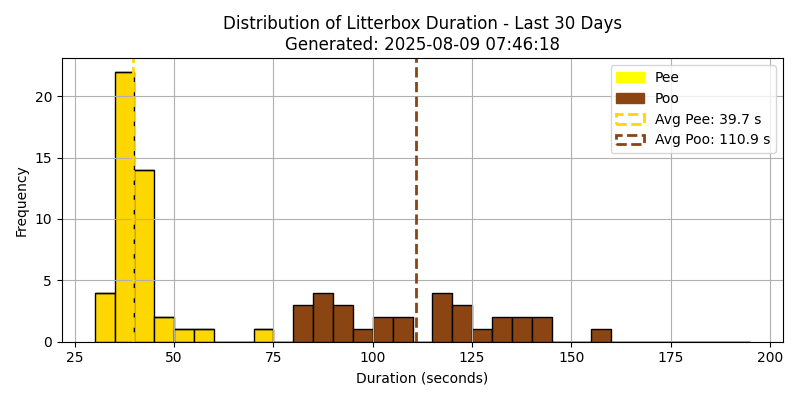 Distribution of Litterbox Duration - Last 30 Days
Generated: 2025-08-09 07:46:18
Pee
Poo
Avg Pee: 39.7 s
Avg Poo: 110.9 s
Frequency
20
15
10
5
0
25 50 75 100 125 150 175 200
Duration (seconds)